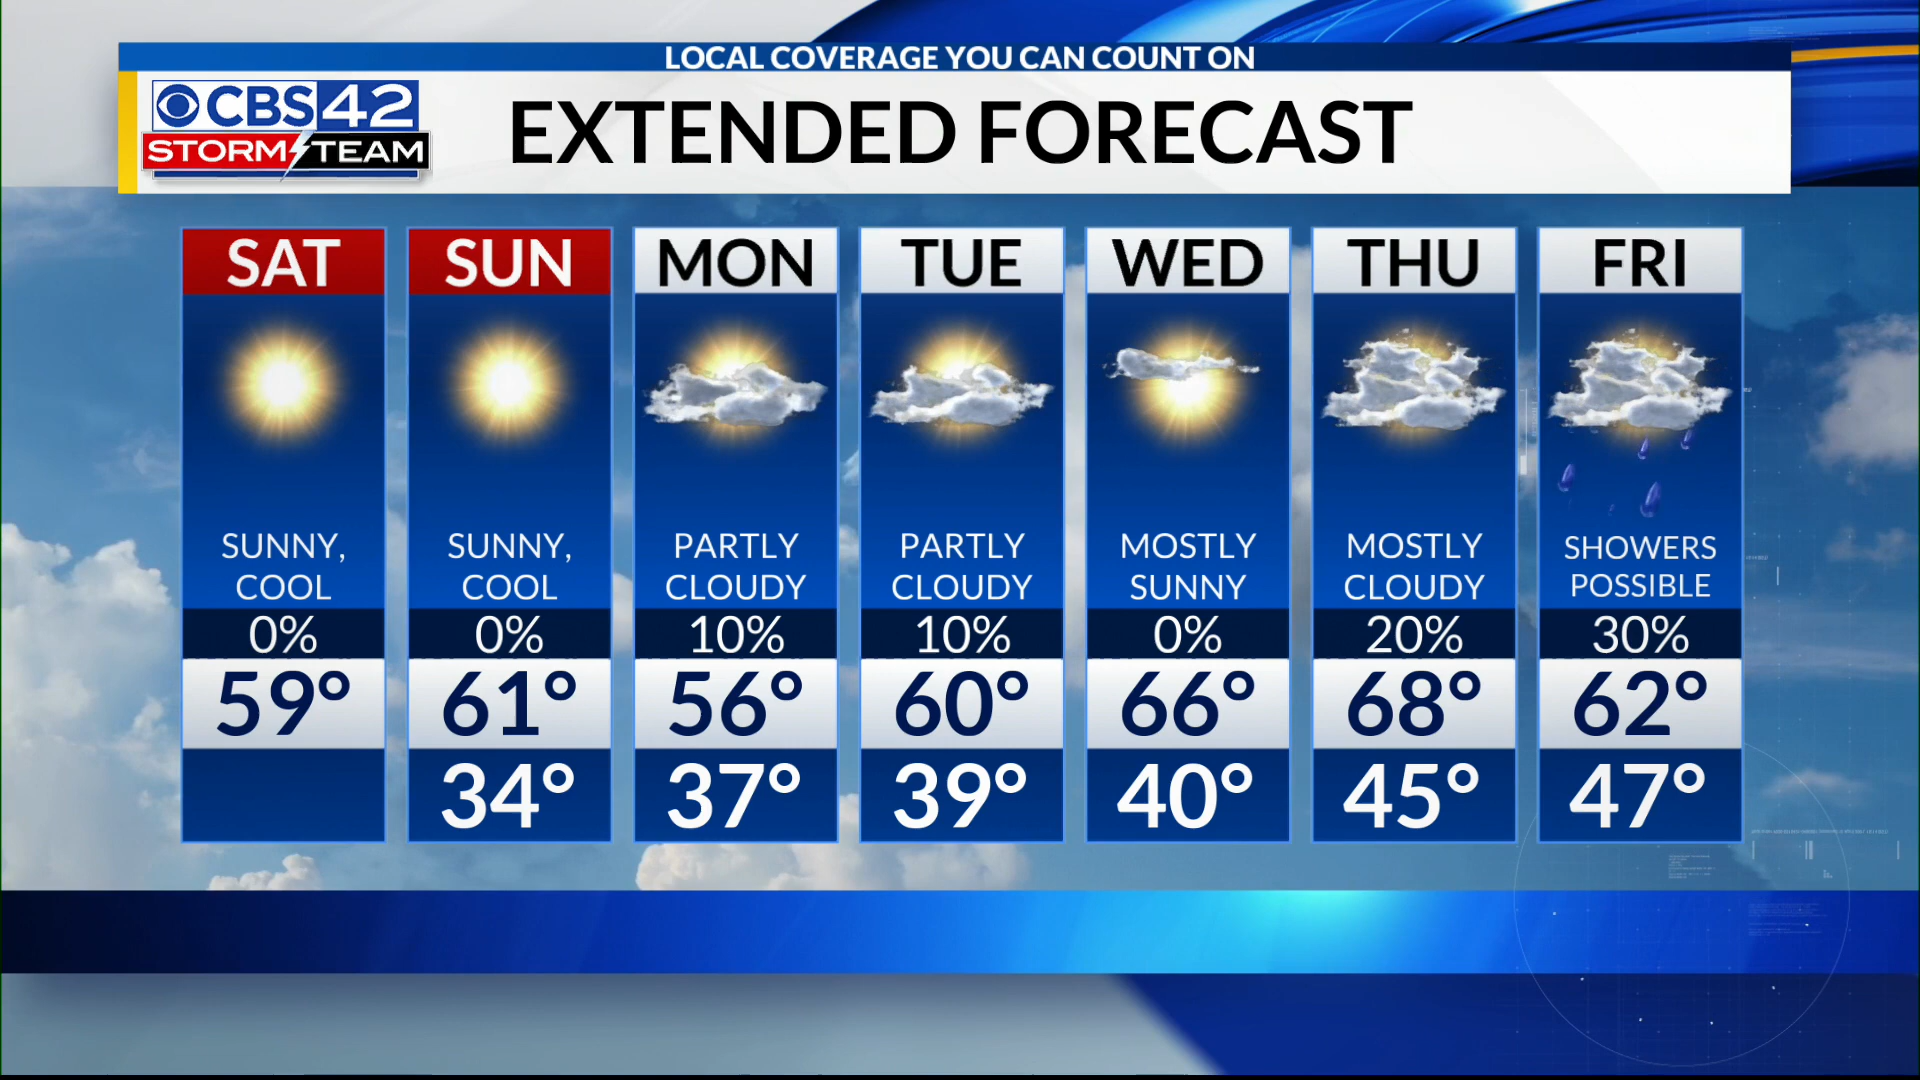 LOCAL COVERAGE YOU CAN COUNT ON
CBS 42
STORM TEAM
EXTENDED FORECAST
SAT
SUNNY,
COOL
0%
59°
SUN
SUNNY,
COOL
0%
61°
34°
MON
PARTLY
CLOUDY
10%
56°
37°
TUE
PARTLY
CLOUDY
10%
60°
39°
WED
MOSTLY
SUNNY
0%
66°
40°
THU
MOSTLY
CLOUDY
20%
68°
45°
FRI
SHOWERS
POSSIBLE
30%
62°
47°